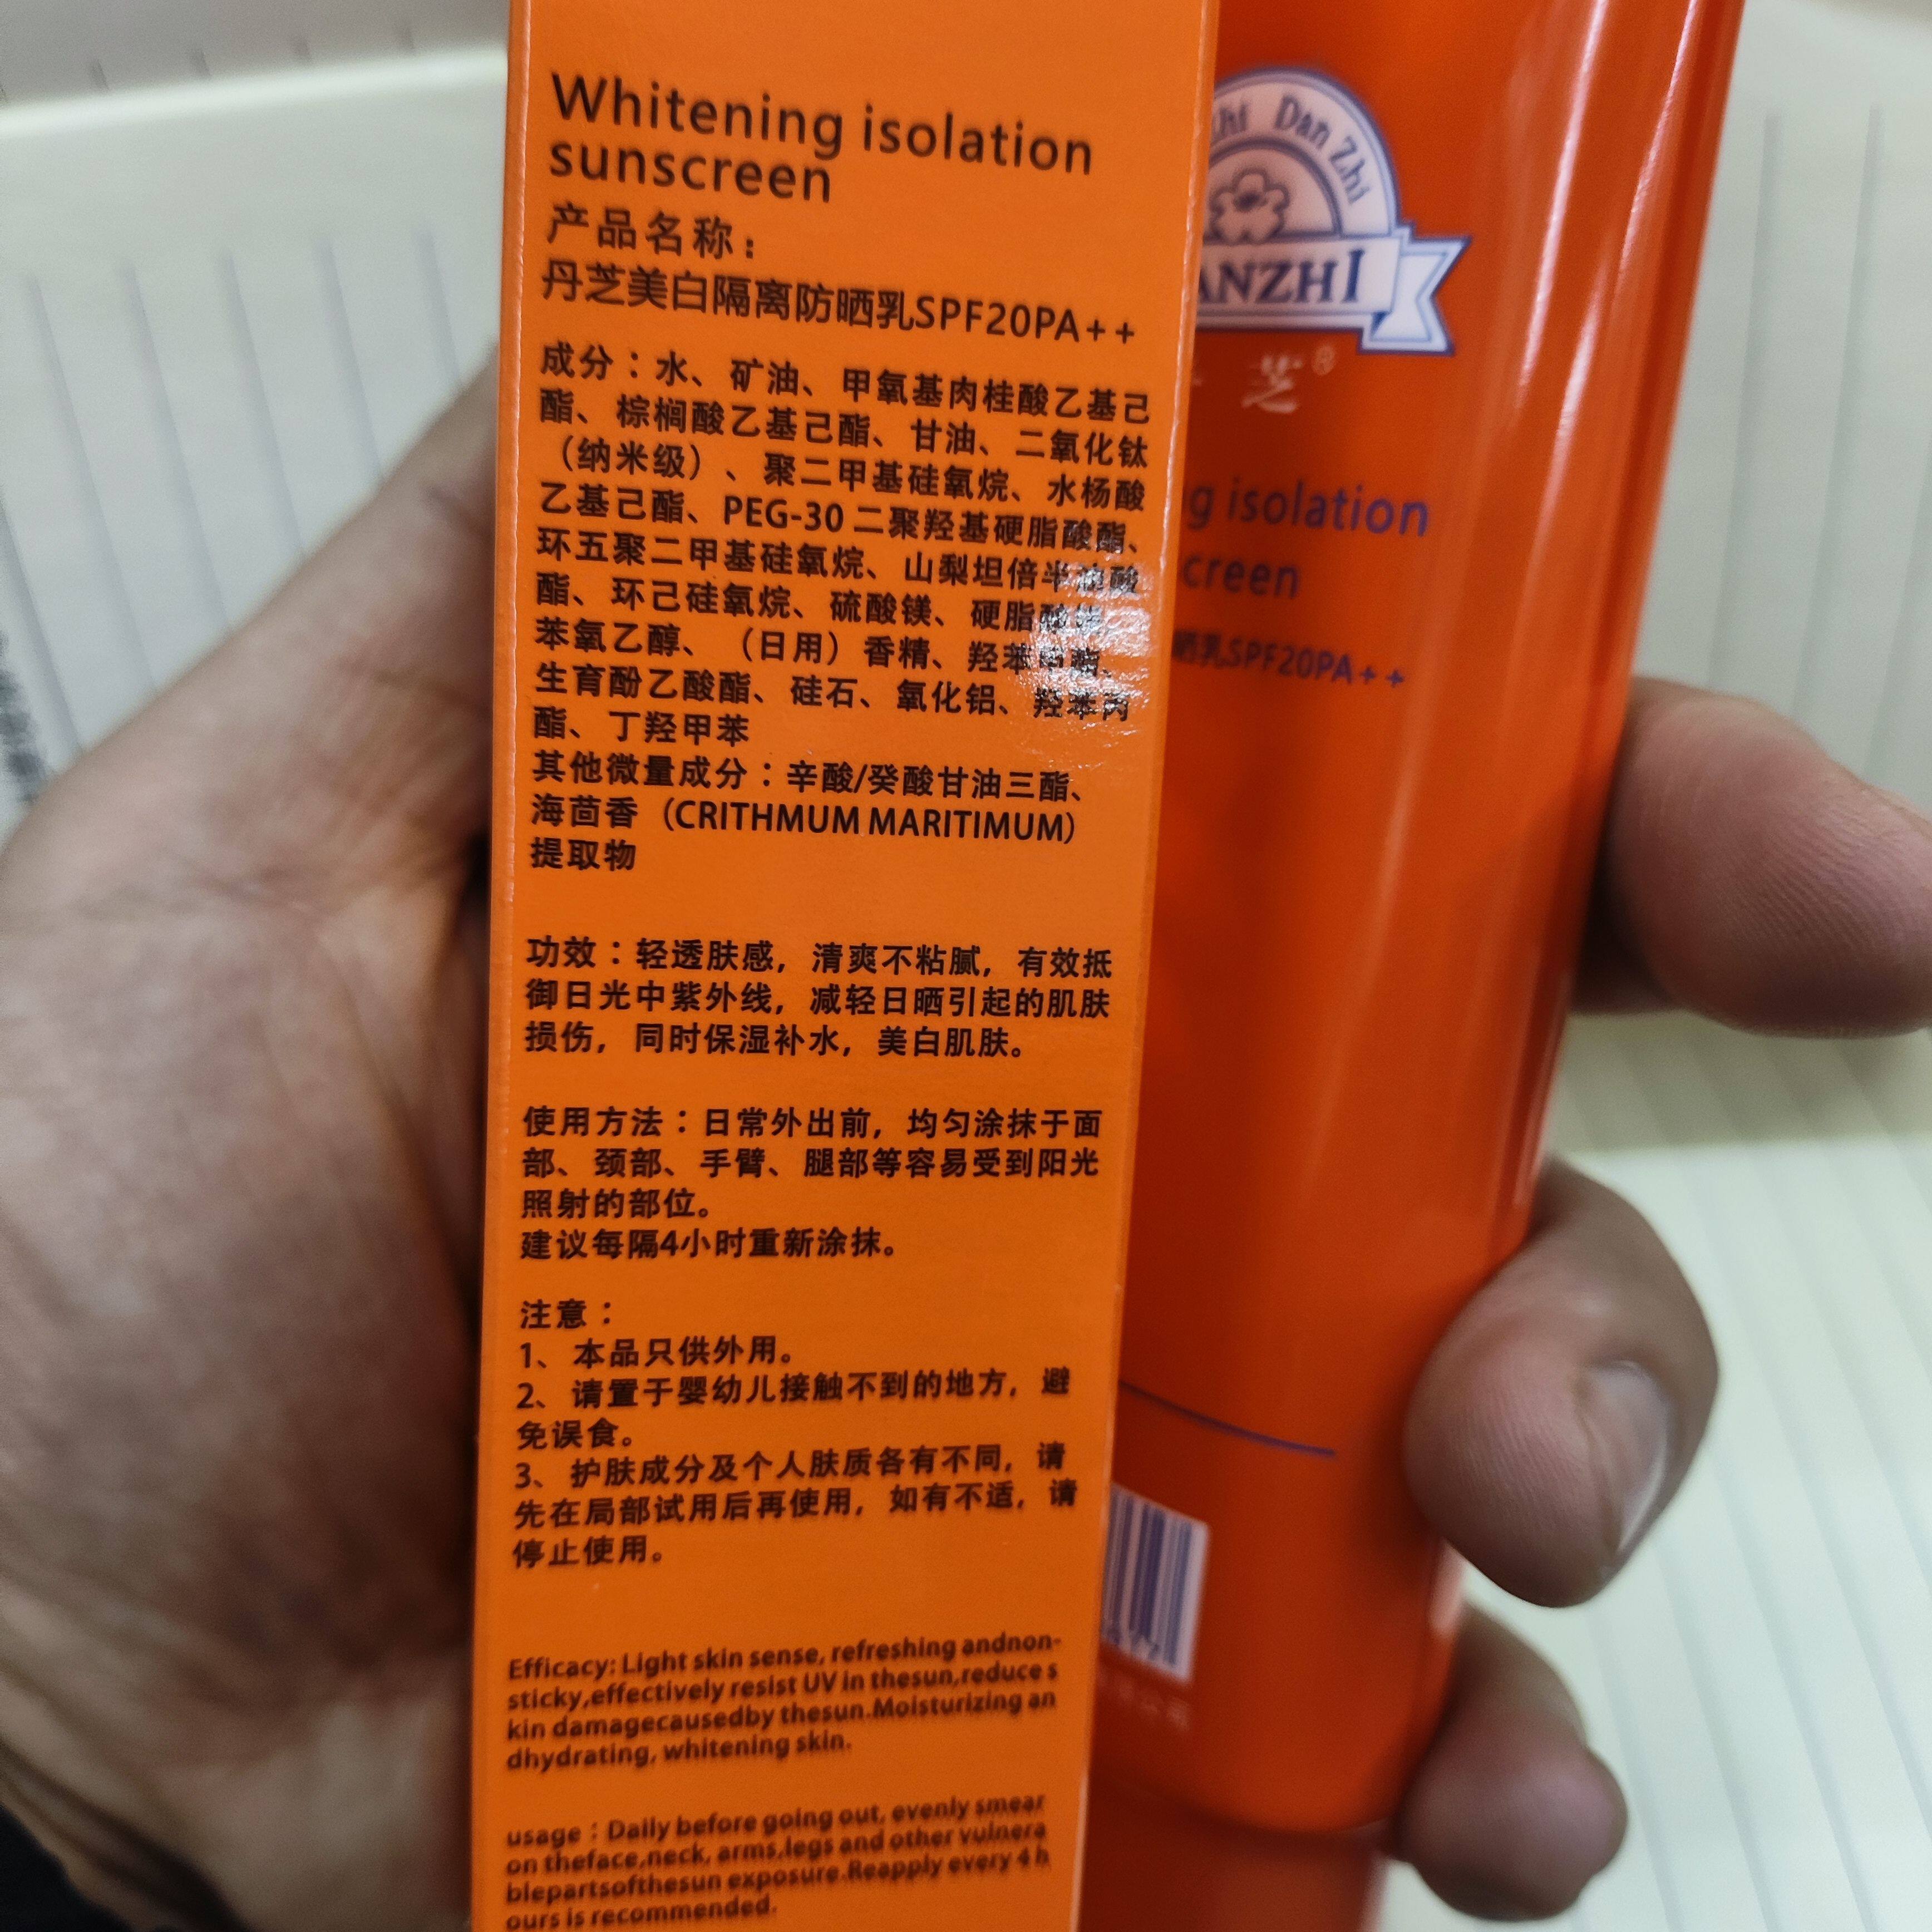 Whitening isolation
sunscreen
产品名称：
丹芝美白隔离防晒乳SPF20PA++
成分：水、矿油、甲氧基肉桂酸乙基己
酯、棕榈酸乙基己酯、甘油、二氧化钛
（纳米级）、聚二甲基硅氧烷、水杨酸
乙基己酯、PEG-30 二聚羟基硬脂酸酯、
环五聚二甲基硅氧烷、山梨坦倍半油酸
酯、环己硅氧烷、硫酸镁、硬脂酸
苯氧乙醇、（日用）香精、羟苯甲酯、
生育酚乙酸酯、硅石、氧化铝、羟苯丙
酯、丁羟甲苯
其他微量成分：辛酸/癸酸甘油三酯、
海茴香（CRITHMUM MARITIMUM）
提取物
功效：轻透肤感，清爽不粘腻，有效抵
御日光中紫外线，减轻日晒引起的肌肤
损伤，同时保湿补水，美白肌肤。
使用方法：日常外出前，均匀涂抹于面
部、颈部、手臂、腿部等容易受到阳光
照射的部位。
建议每隔4小时重新涂抹。
注意：
1、本品只供外用。
2、请置于婴幼儿接触不到的地方，避
免误食。
3、护肤成分及个人肤质各有不同，请
先在局部试用后再使用，如有不适，请
停止使用。
Efficacy: Light skin sense, refreshing andnon-
sticky,effectively resist UV in thesun,reduce s
kin damagecausedby thesun.Moisturizing an
dhydrating, whitening skin.
usage：Daily before going out, evenly smear
on theface,neck, arms,legs and other vulnera
blepartsofthesun exposure.Reapply every 4 h
ours is recommended.
Dan Zhi
ANZHI
芝®
g isolation
creen
晒乳SPF20PA++